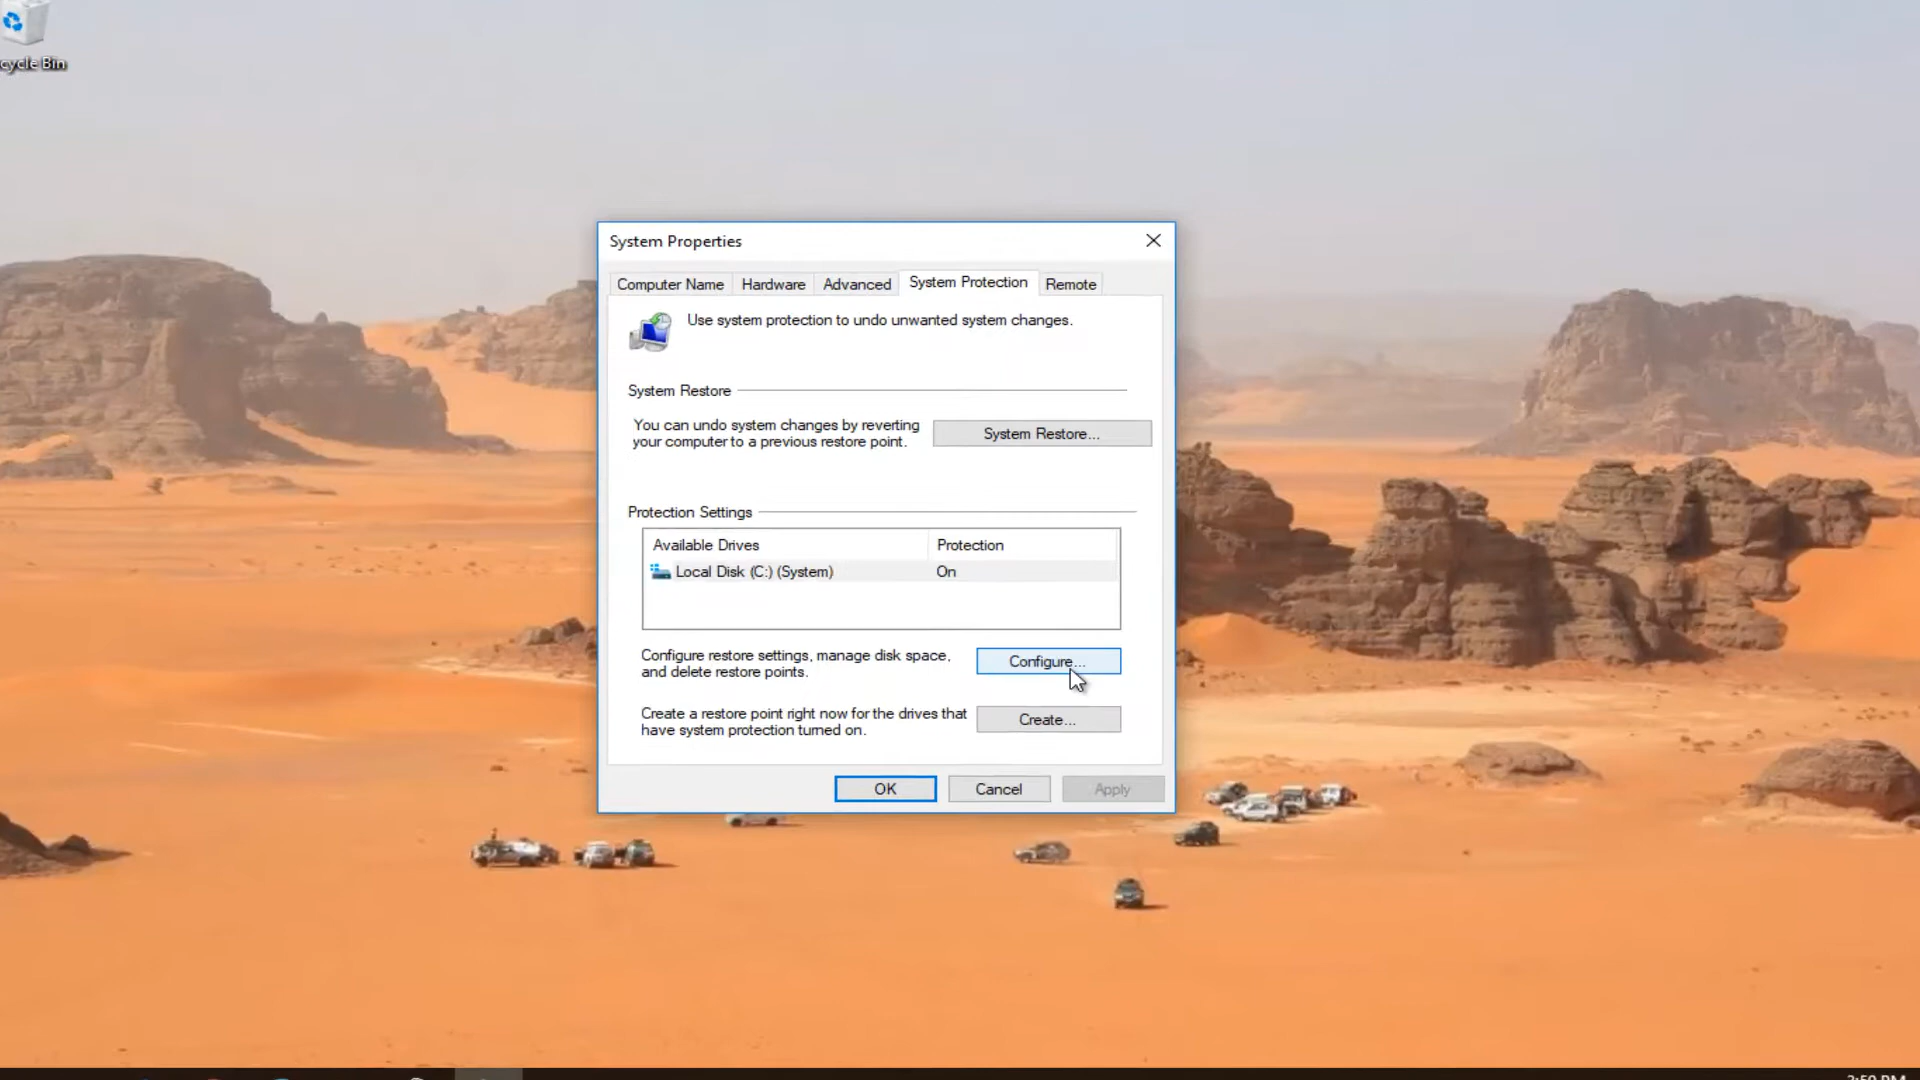 cycle Bin
System Properties
Computer Name
Hardware
Advanced
System Protection
Remote
Use system protection to undo unwanted system changes.
System Restore
You can undo system changes by reverting
your computer to a previous restore point.
System Restore...
Protection Settings
Available Drives
Protection
Local Disk (C:) (System)
On
Configure restore settings, manage disk space,
and delete restore points.
Configure...
Create a restore point right now for the drives that
have system protection turned on.
Create...
OK
Cancel
Apply